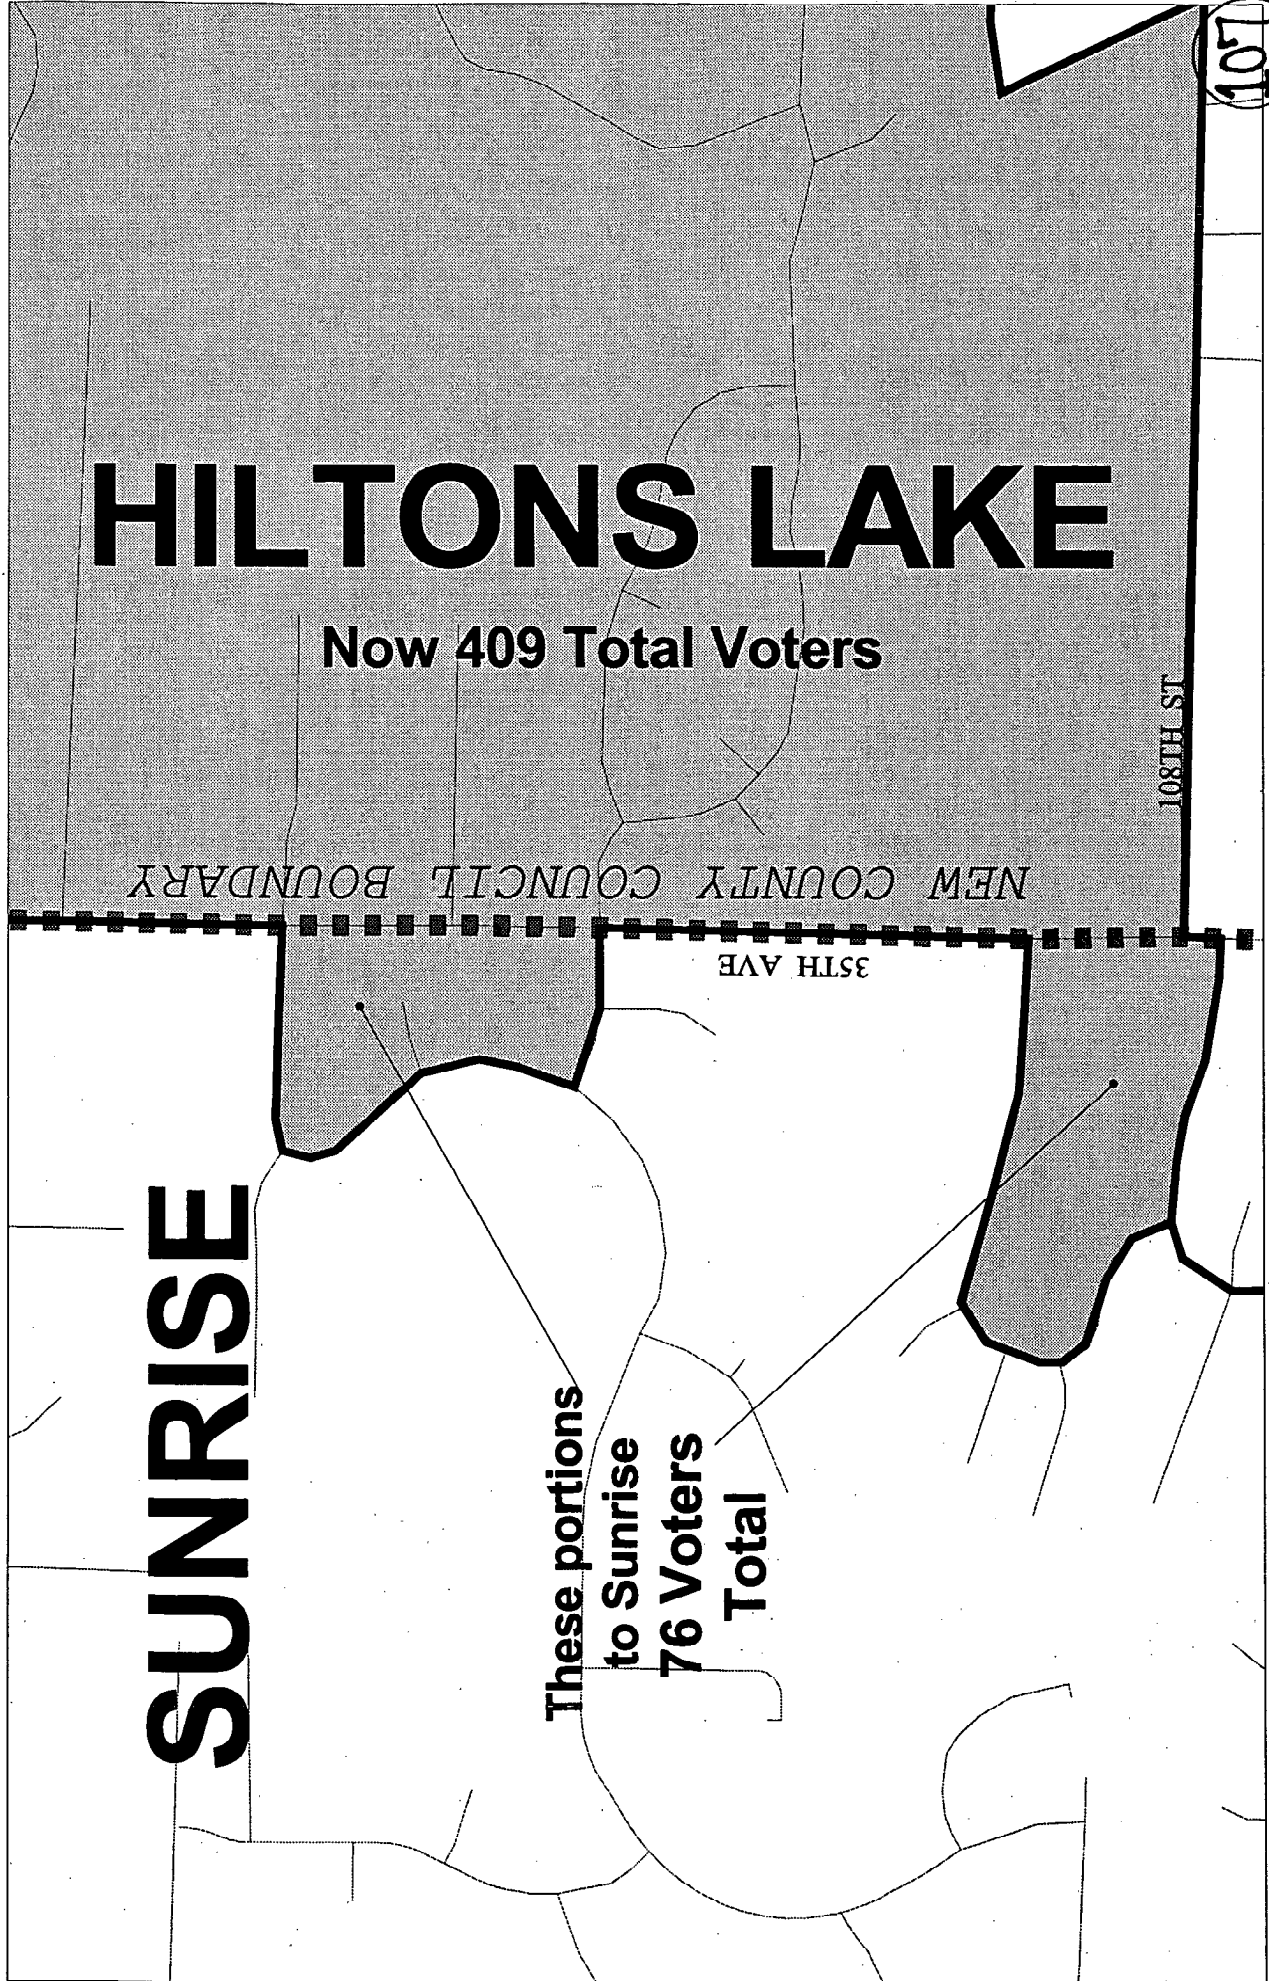 107
HILTONS LAKE
Now 409 Total Voters
108TH ST
NEW COUNTY COUNCIL BOUNDARY
35TH AVE
SUNRISE
These portions
to Sunrise
76 Voters
Total